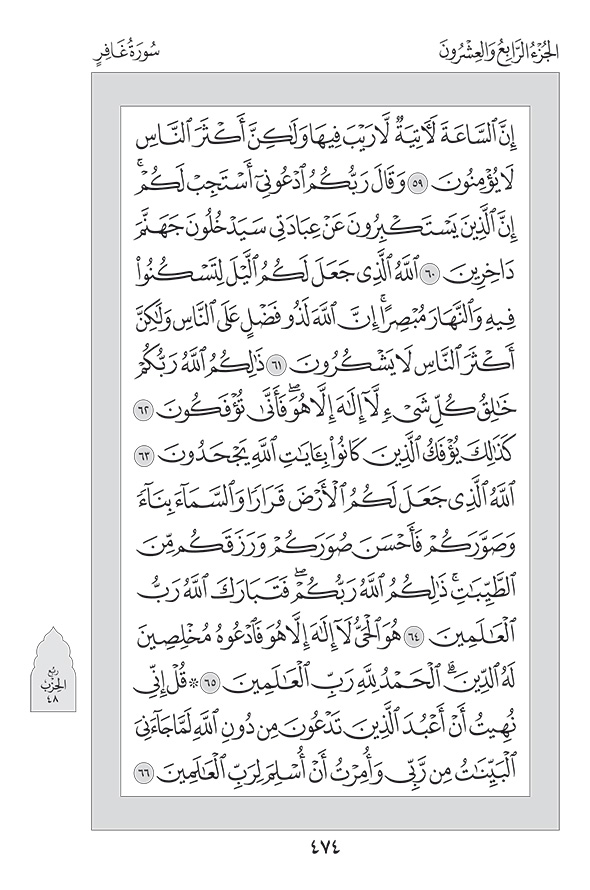 الجُزْءُ الرَّابِعُ وَالعِشْرُونَ
سُورَةُ غَافِرٍ
إِنَّ ٱلسَّاعَةَ لَأٓتِيَةٌ لَّا رَيْبَ فِيهَا وَلَٰكِنَّ أَكْثَرَ ٱلنَّاسِ
لَا يُؤْمِنُونَ ٥٩ وَقَالَ رَبُّكُمُ ٱدْعُونِيٓ أَسْتَجِبْ لَكُمْۚ
إِنَّ ٱلَّذِينَ يَسْتَكْبِرُونَ عَنْ عِبَادَتِي سَيَدْخُلُونَ جَهَنَّمَ
دَاخِرِينَ ٦٠ ٱللَّهُ ٱلَّذِي جَعَلَ لَكُمُ ٱلَّيْلَ لِتَسْكُنُواْ
فِيهِ وَٱلنَّهَارَ مُبْصِرًاۚ إِنَّ ٱللَّهَ لَذُو فَضْلٍ عَلَى ٱلنَّاسِ وَلَٰكِنَّ
أَكْثَرَ ٱلنَّاسِ لَا يَشْكُرُونَ ٦١ ذَٰلِكُمُ ٱللَّهُ رَبُّكُمْ
خَٰلِقُ كُلِّ شَيْءٍ لَّآ إِلَٰهَ إِلَّا هُوَۖ فَأَنَّىٰ تُؤْفَكُونَ ٦٢
كَذَٰلِكَ يُؤْفَكُ ٱلَّذِينَ كَانُواْ بِـَٔايَٰتِ ٱللَّهِ يَجْحَدُونَ ٦٣
ٱللَّهُ ٱلَّذِي جَعَلَ لَكُمُ ٱلْأَرْضَ قَرَارًا وَٱلسَّمَآءَ بِنَآءً
وَصَوَّرَكُمْ فَأَحْسَنَ صُوَرَكُمْ وَرَزَقَكُم مِّنَ
ٱلطَّيِّبَٰتِۚ ذَٰلِكُمُ ٱللَّهُ رَبُّكُمْۖ فَتَبَارَكَ ٱللَّهُ رَبُّ
ٱلْعَٰلَمِينَ ٦٤ هُوَ ٱلْحَيُّ لَآ إِلَٰهَ إِلَّا هُوَ فَٱدْعُوهُ مُخْلِصِينَ
لَهُ ٱلدِّينَۗ ٱلْحَمْدُ لِلَّهِ رَبِّ ٱلْعَٰلَمِينَ ٦٥ ۞ قُلْ إِنِّي
نُهِيتُ أَنْ أَعْبُدَ ٱلَّذِينَ تَدْعُونَ مِن دُونِ ٱللَّهِ لَمَّا جَآءَنِيَ
ٱلْبَيِّنَٰتُ مِن رَّبِّي وَأُمِرْتُ أَنْ أُسْلِمَ لِرَبِّ ٱلْعَٰلَمِينَ ٦٦
ربع
الحزب
٤٨
٤٧٤